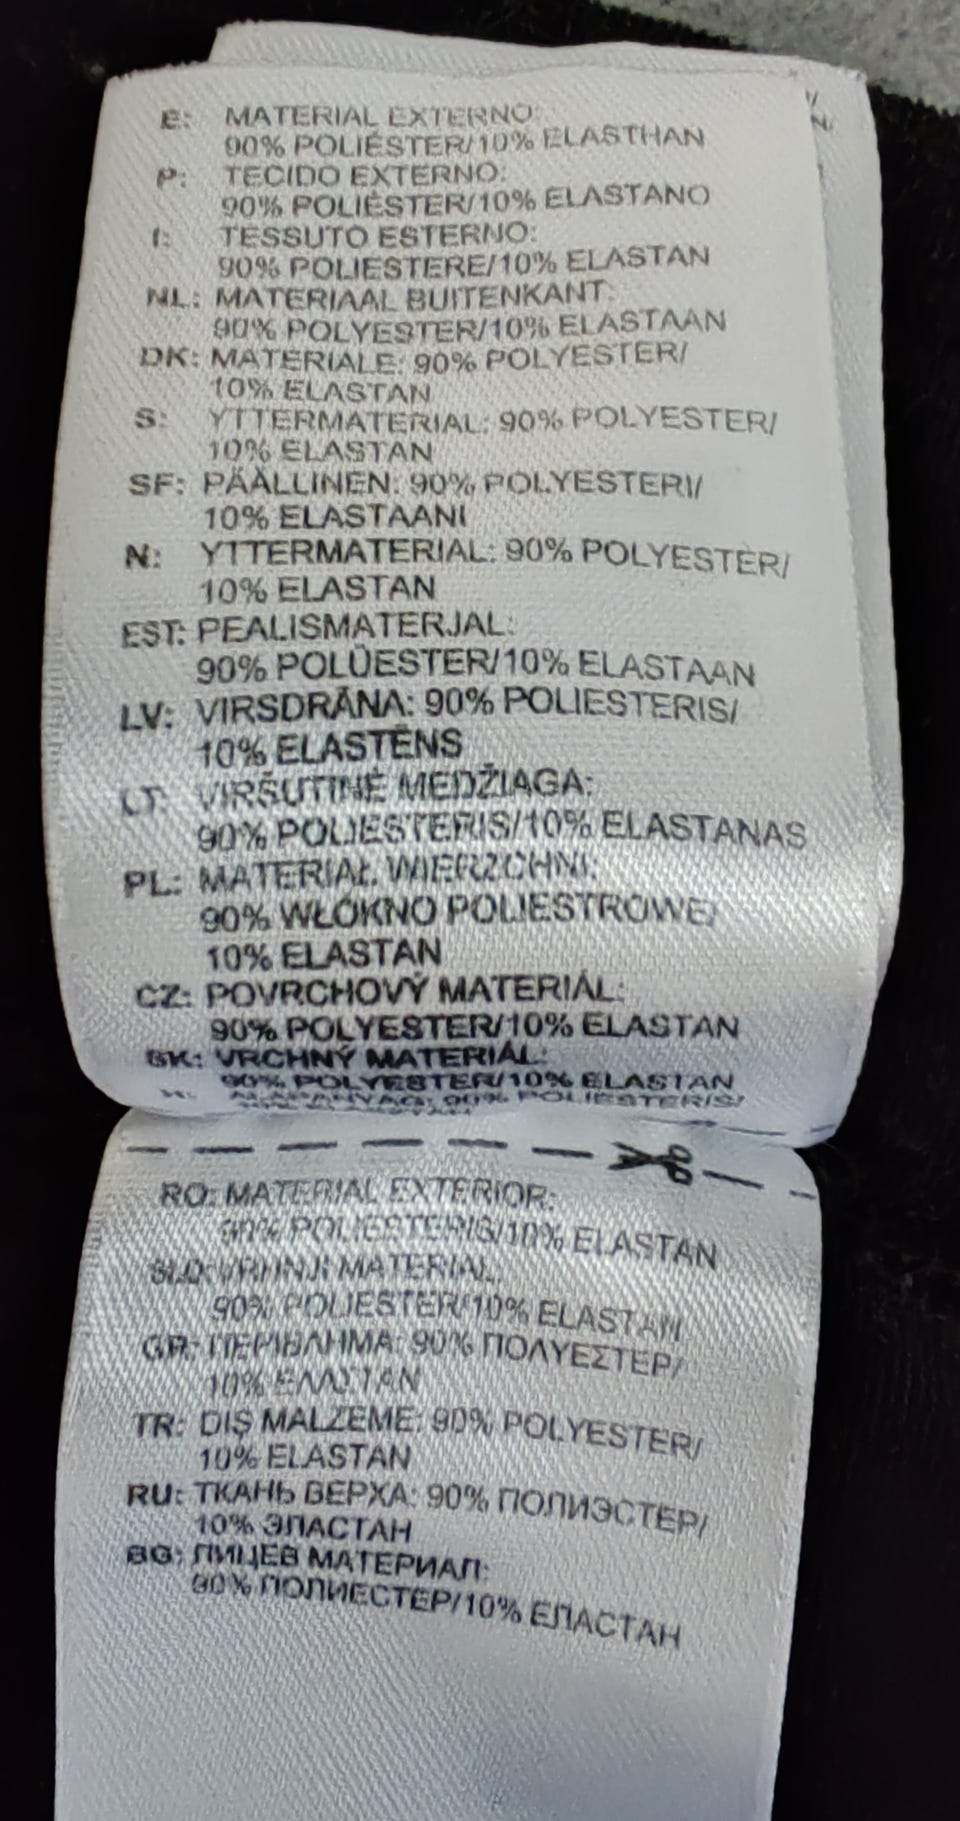 E: MATERIAL EXTERNO:
90% POLIÉSTER/10% ELASTHAN
P: TECIDO EXTERNO:
90% POLIÉSTER/10% ELASTANO
I: TESSUTO ESTERNO:
90% POLIESTERE/10% ELASTAN
NL: MATERIAAL BUITENKANT:
90% POLYESTER/10% ELASTAAN
DK: MATERIALE: 90% POLYESTER/
10% ELASTAN
S: YTTERMATERIAL: 90% POLYESTER/
10% ELASTAN
SF: PÄÄLLINEN: 90% POLYESTERI/
10% ELASTAANI
N: YTTERMATERIAL: 90% POLYESTER/
10% ELASTAN
EST: PEALISMATERJAL:
90% POLÜESTER/10% ELASTAAN
LV: VIRSDRĀNA: 90% POLIESTERIS/
10% ELASTĒNS
LT: VIRŠUTINĖ MEDŽIAGA:
90% POLIESTERIS/10% ELASTANAS
PL: MATERIAŁ WIERZCHNI:
90% WŁÓKNO POLIESTROWE/
10% ELASTAN
CZ: POVRCHOVÝ MATERIÁL:
90% POLYESTER/10% ELASTAN
SK: VRCHNÝ MATERIÁL:
90% POLYESTER/10% ELASTAN
H: ALAPANYAG: 90% POLIESTERIS/
10% ELASTAN
RO: MATERIAL EXTERIOR:
90% POLIESTERIS/10% ELASTAN
SLO: VRHNJI MATERIAL:
90% POLIESTER/10% ELASTAN
GR: ΠΕΡΙΒΛΗΜΑ: 90% ΠΟΛΥΕΣΤΕΡ/
10% ΕΛΑΣΤΑΝ
TR: DIŞ MALZEME: 90% POLYESTER/
10% ELASTAN
RU: ТКАНЬ ВЕРХА: 90% ПОЛИЭСТЕР/
10% ЭЛАСТАН
BG: ЛИЦЕВ МАТЕРИАЛ:
90% ПОЛИЕСТЕР/10% ЕЛАСТАН